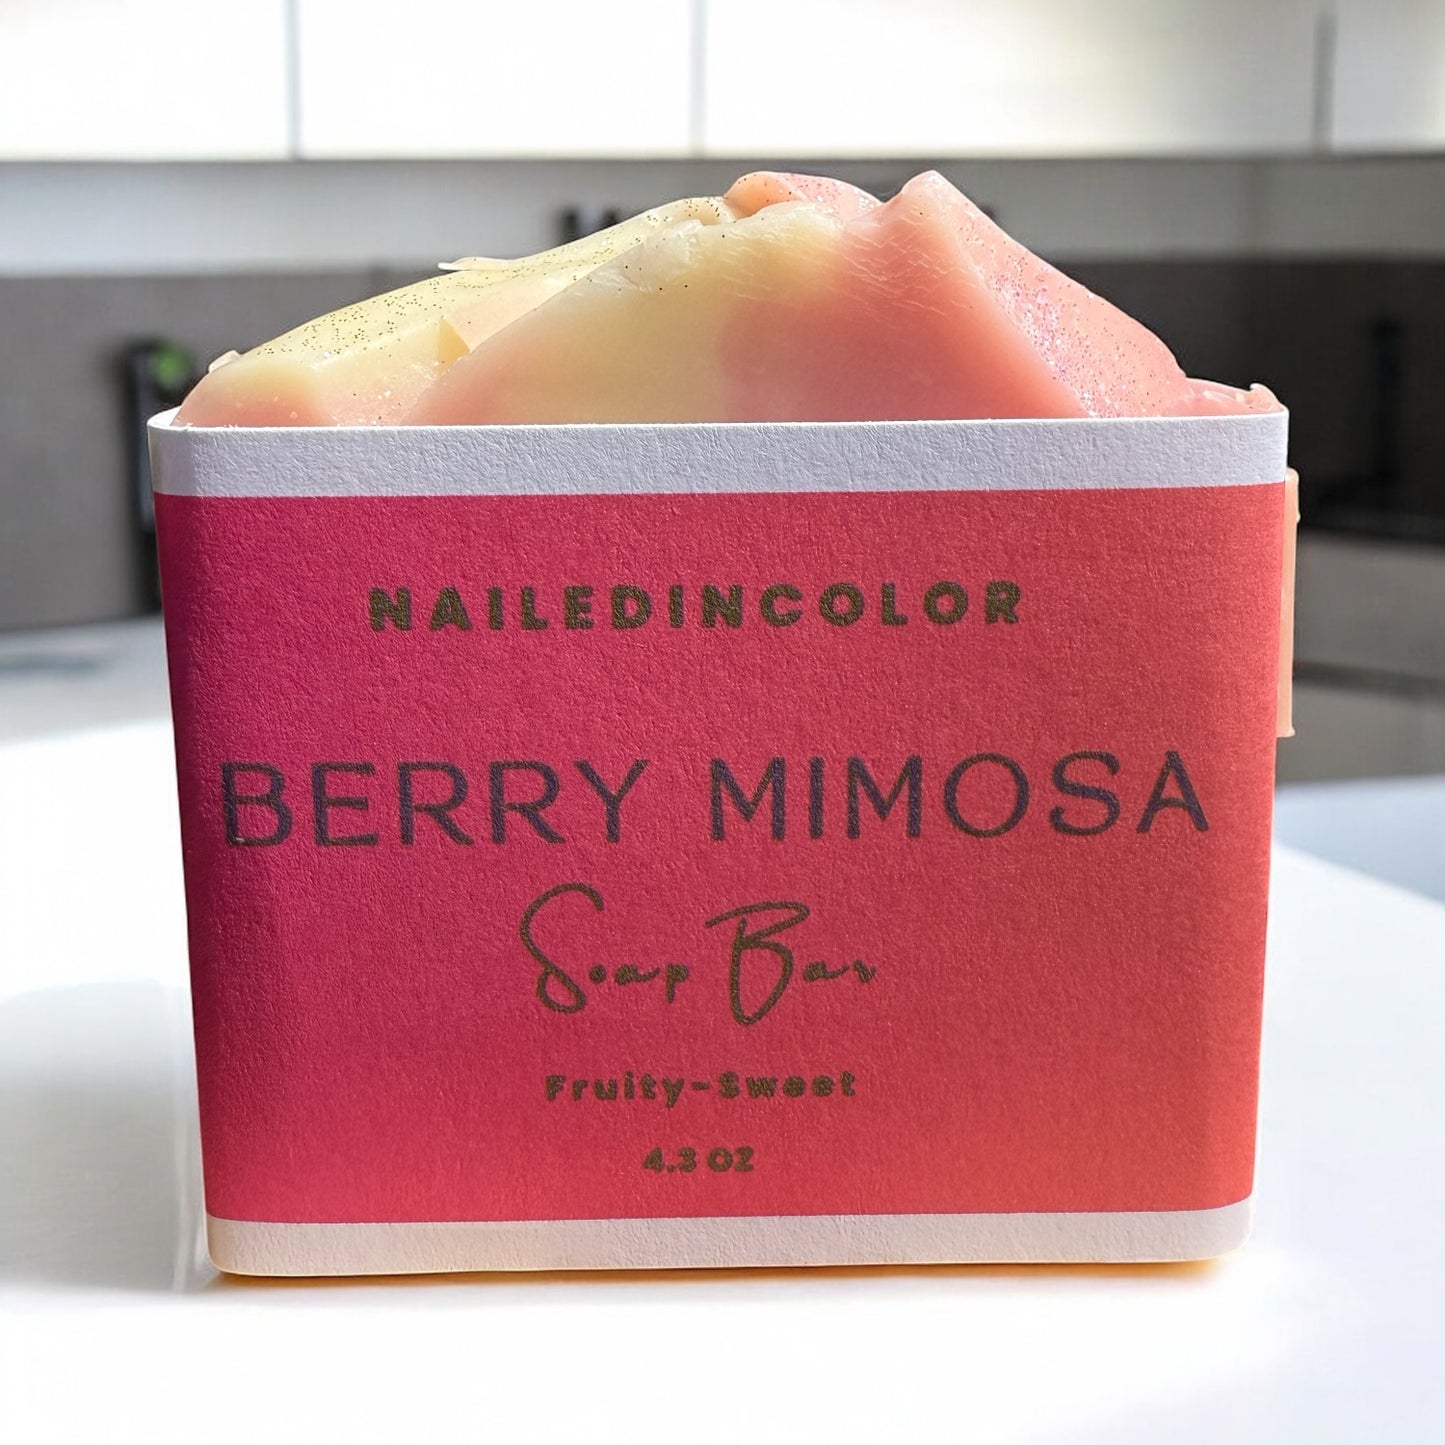 NAILEDINCOLOR
BERRY MIMOSA
Soap Bar
Fruity-Sweet
4.3 OZ